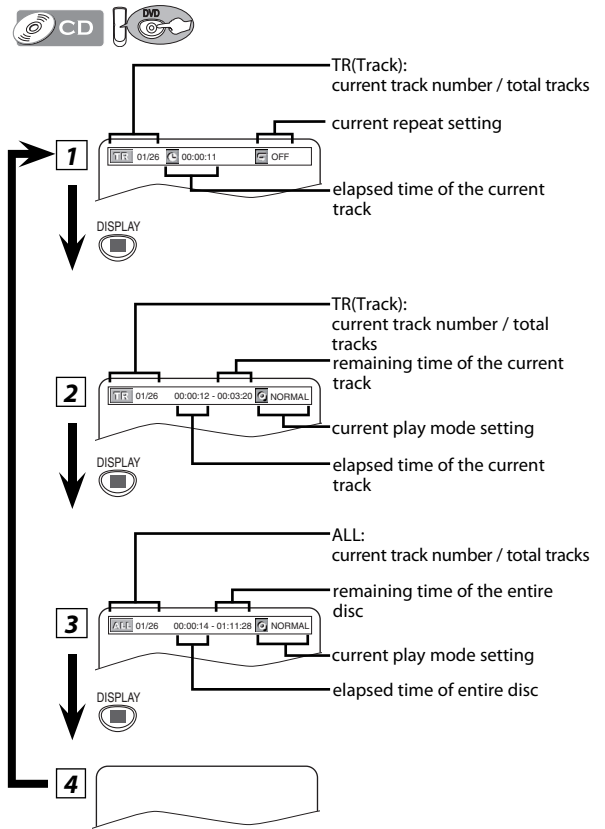 CD
DVD
TR(Track):
current track number / total tracks
current repeat setting
1
TR 01/26 00:00:11 OFF
elapsed time of the current
track
DISPLAY
TR(Track):
current track number / total
tracks
remaining time of the current
track
2
TR 01/26 00:00:12 - 00:03:20 NORMAL
current play mode setting
DISPLAY
elapsed time of the current
track
ALL:
current track number / total tracks
remaining time of the entire
disc
3
ALL 01/26 00:00:14 - 01:11:28 NORMAL
current play mode setting
elapsed time of entire disc
DISPLAY
4